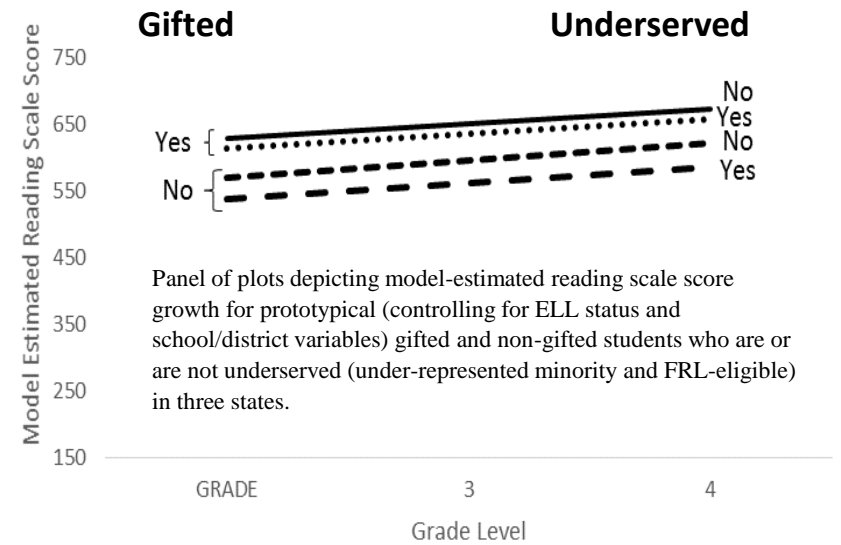 Gifted Underserved
Model Estimated Reading Scale Score
750
650
550
450
350
250
150
Yes {
No {
No
Yes
No
Yes
Panel of plots depicting model-estimated reading scale score
growth for prototypical (controlling for ELL status and
school/district variables) gifted and non-gifted students who are or
are not underserved (under-represented minority and FRL-eligible)
in three states.
GRADE 3 4
Grade Level